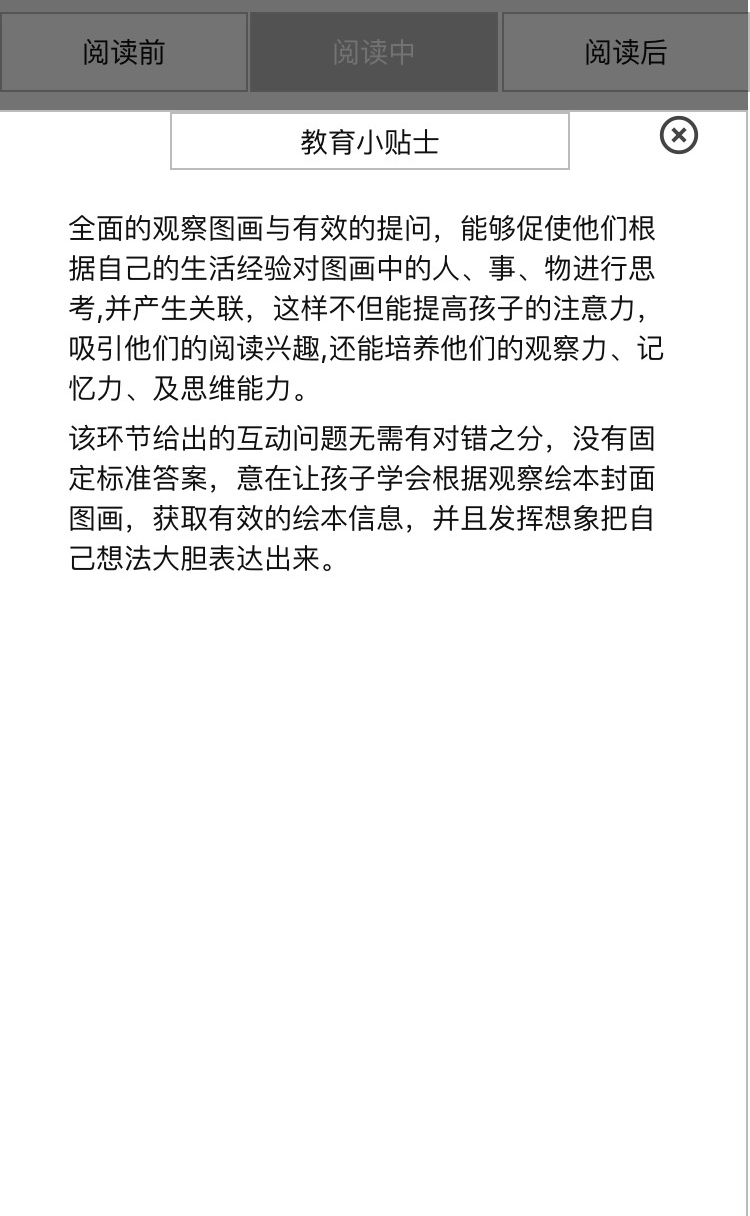 阅读前 阅读中 阅读后
教育小贴士
全面的观察图画与有效的提问，能够促使他们根
据自己的生活经验对图画中的人、事、物进行思
考,并产生关联，这样不但能提高孩子的注意力，
吸引他们的阅读兴趣,还能培养他们的观察力、记
忆力、及思维能力。
该环节给出的互动问题无需有对错之分，没有固
定标准答案，意在让孩子学会根据观察绘本封面
图画，获取有效的绘本信息，并且发挥想象把自
己想法大胆表达出来。